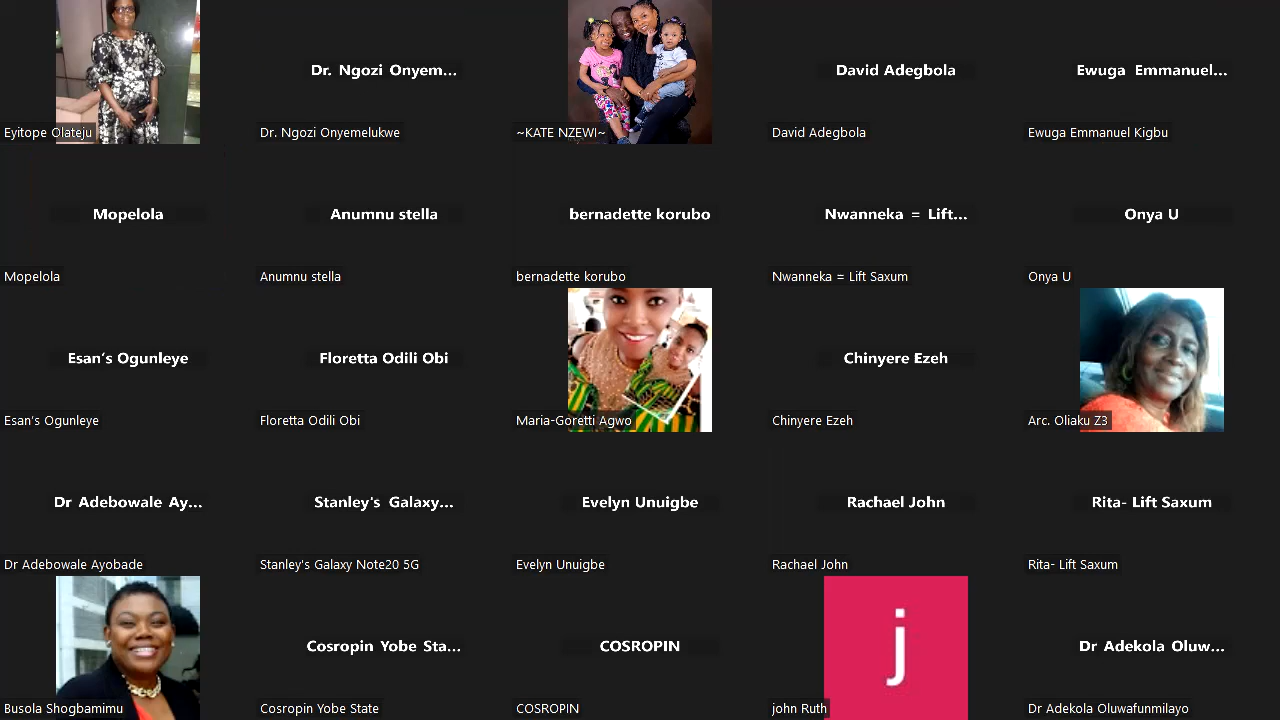 Dr. Ngozi Onyem...
David Adegbola
Ewuga Emmanuel...
Eyitope Olateju
Dr. Ngozi Onyemelukwe
~KATE NZEWI~
David Adegbola
Ewuga Emmanuel Kigbu
Mopelola
Anumnu stella
bernadette korubo
Nwanneka = Lift...
Onya U
Mopelola
Anumnu stella
bernadette korubo
Nwanneka = Lift Saxum
Onya U
Esan's Ogunleye
Floretta Odili Obi
Chinyere Ezeh
Esan's Ogunleye
Floretta Odili Obi
Maria-Goretti Agwo
Chinyere Ezeh
Arc. Oliaku Z3
Dr Adebowale Ay...
Stanley's Galaxy...
Evelyn Unuigbe
Rachael John
Rita- Lift Saxum
Dr Adebowale Ayobade
Stanley's Galaxy Note20 5G
Evelyn Unuigbe
Rachael John
Rita- Lift Saxum
Cosropin Yobe Sta...
COSROPIN
j
Dr Adekola Oluw...
Busola Shogbamimu
Cosropin Yobe State
COSROPIN
john Ruth
Dr Adekola Oluwafunmilayo